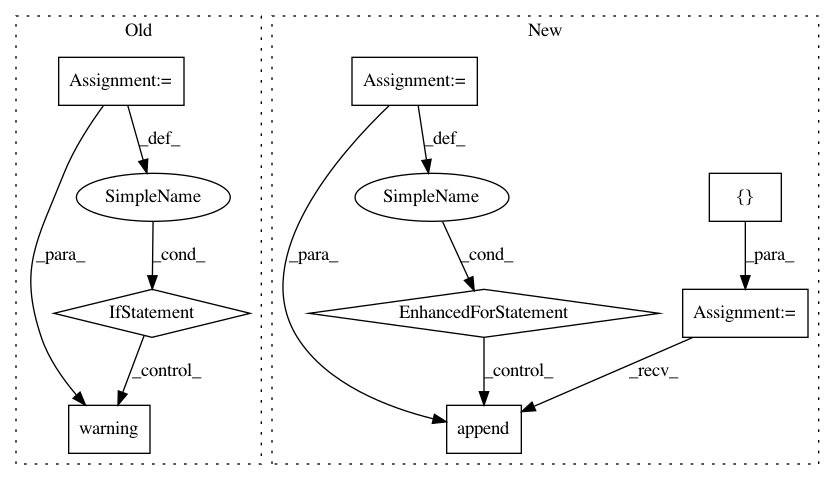 Old
New
Assignment:=
Assignment:=
_def_
_def_
SimpleName
SimpleName
{}
_para_
_cond_
_para_
_cond_
_para_
IfStatement
EnhancedForStatement
Assignment:=
_control_
_control_
_recv_
warning
append